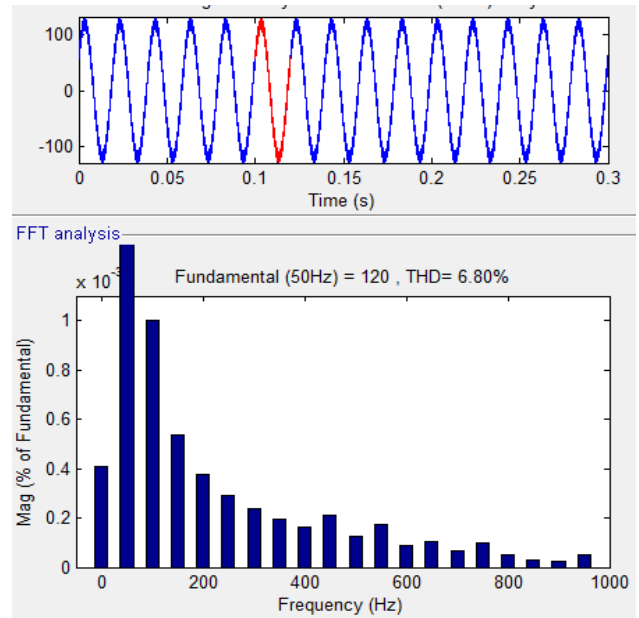 100
0
-100
0 0.05 0.1 0.15 0.2 0.25 0.3
Time (s)
FFT analysis
x 10⁻³
Fundamental (50Hz) = 120 , THD= 6.80%
1
0.8
0.6
0.4
0.2
0
Mag (% of Fundamental)
0 200 400 600 800 1000
Frequency (Hz)